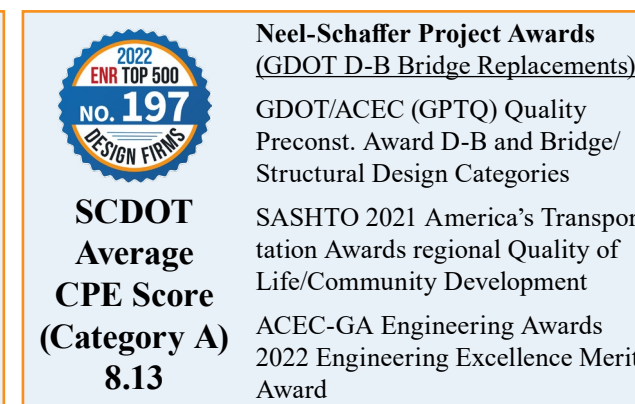 2022
ENR TOP 500
NO. 197
DESIGN FIRMS
SCDOT
Average
CPE Score
(Category A)
8.13
Neel-Schaffer Project Awards
(GDOT D-B Bridge Replacements)
GDOT/ACEC (GPTQ) Quality
Preconst. Award D-B and Bridge/
Structural Design Categories
SASHTO 2021 America’s Transpor-
tation Awards regional Quality of
Life/Community Development
ACEC-GA Engineering Awards
2022 Engineering Excellence Merit
Award